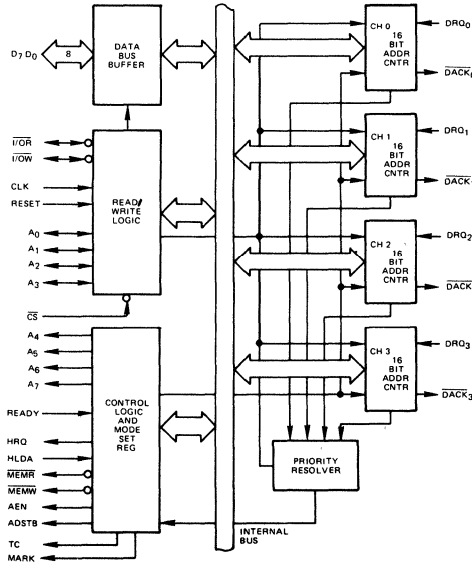 D7 D0
8
DATA
BUS
BUFFER
I/OR
I/OW
CLK
RESET
A0
A1
A2
A3
CS
READ/
WRITE
LOGIC
A4
A5
A6
A7
READY
HRQ
HLDA
MEMR
MEMW
AEN
ADSTB
TC
MARK
CONTROL
LOGIC
AND
MODE
SET
REG
INTERNAL
BUS
CH 0
16
BIT
ADDR
CNTR
DRQ0
DACK0
CH 1
16
BIT
ADDR
CNTR
DRQ1
DACK
CH 2
16
BIT
ADDR
CNTR
DRQ2
DACK
CH 3
16
BIT
ADDR
CNTR
DRQ3
DACK3
PRIORITY
RESOLVER